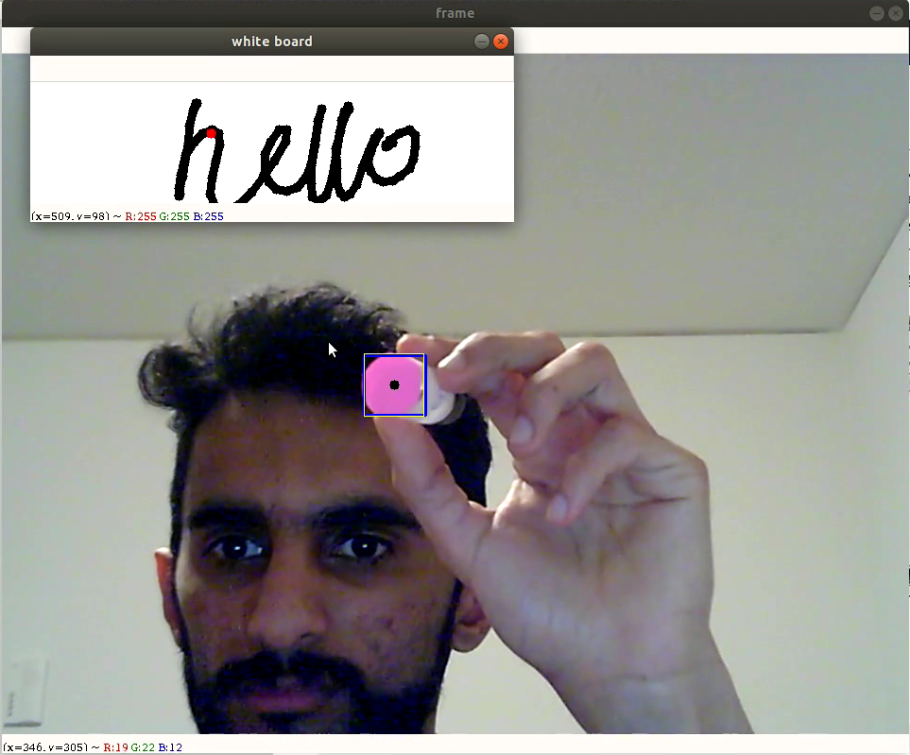 frame
white board
hello
(x=509, y=98) ~ R:255 G:255 B:255
(x=346, y=305) ~ R:19 G:22 B:12